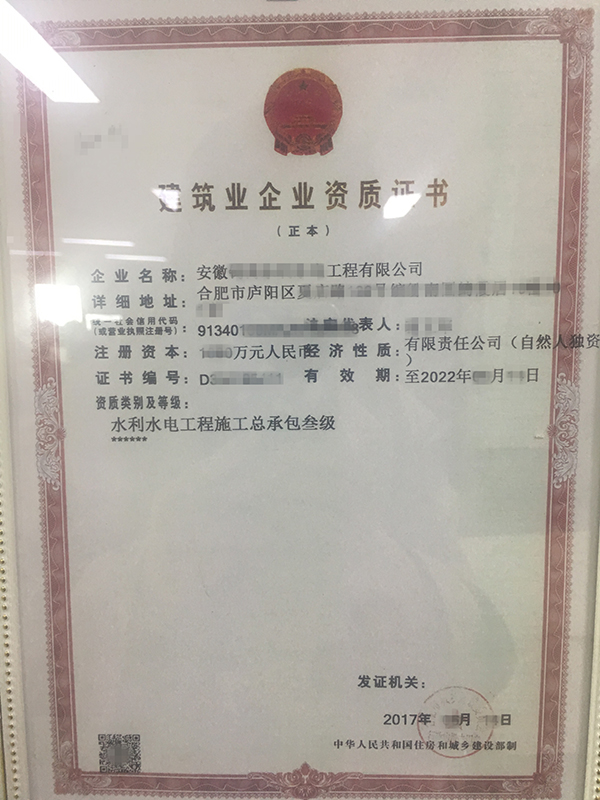 建筑业企业资质证书
(正本)
企业名称: 安徽 工程有限公司
详细地址: 合肥市庐阳区
统一社会信用代码
(或营业执照注册号): 913401 法定代表人:
注册资本: 万元人民币 经济性质: 有限责任公司(自然人独资
)
证书编号: D3 有效期: 至2022年 月 日
资质类别及等级:
水利水电工程施工总承包叁级
******
发证机关:
2017年 月 日
中华人民共和国住房和城乡建设部制